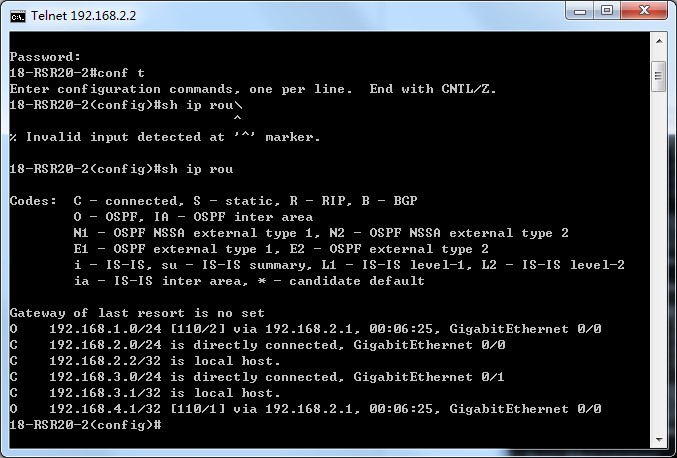 Telnet 192.168.2.2
Password:
18-RSR20-2#conf t
Enter configuration commands, one per line.  End with CNTL/Z.
18-RSR20-2(config)#sh ip rou\
^
% Invalid input detected at '^' marker.
18-RSR20-2(config)#sh ip rou
Codes:  C - connected, S - static, R - RIP, B - BGP
O - OSPF, IA - OSPF inter area
N1 - OSPF NSSA external type 1, N2 - OSPF NSSA external type 2
E1 - OSPF external type 1, E2 - OSPF external type 2
i - IS-IS, su - IS-IS summary, L1 - IS-IS level-1, L2 - IS-IS level-2
ia - IS-IS inter area, * - candidate default
Gateway of last resort is no set
O    192.168.1.0/24 [110/2] via 192.168.2.1, 00:06:25, GigabitEthernet 0/0
C    192.168.2.0/24 is directly connected, GigabitEthernet 0/0
C    192.168.2.2/32 is local host.
C    192.168.3.0/24 is directly connected, GigabitEthernet 0/1
C    192.168.3.1/32 is local host.
O    192.168.4.1/32 [110/1] via 192.168.2.1, 00:06:25, GigabitEthernet 0/0
18-RSR20-2(config)#